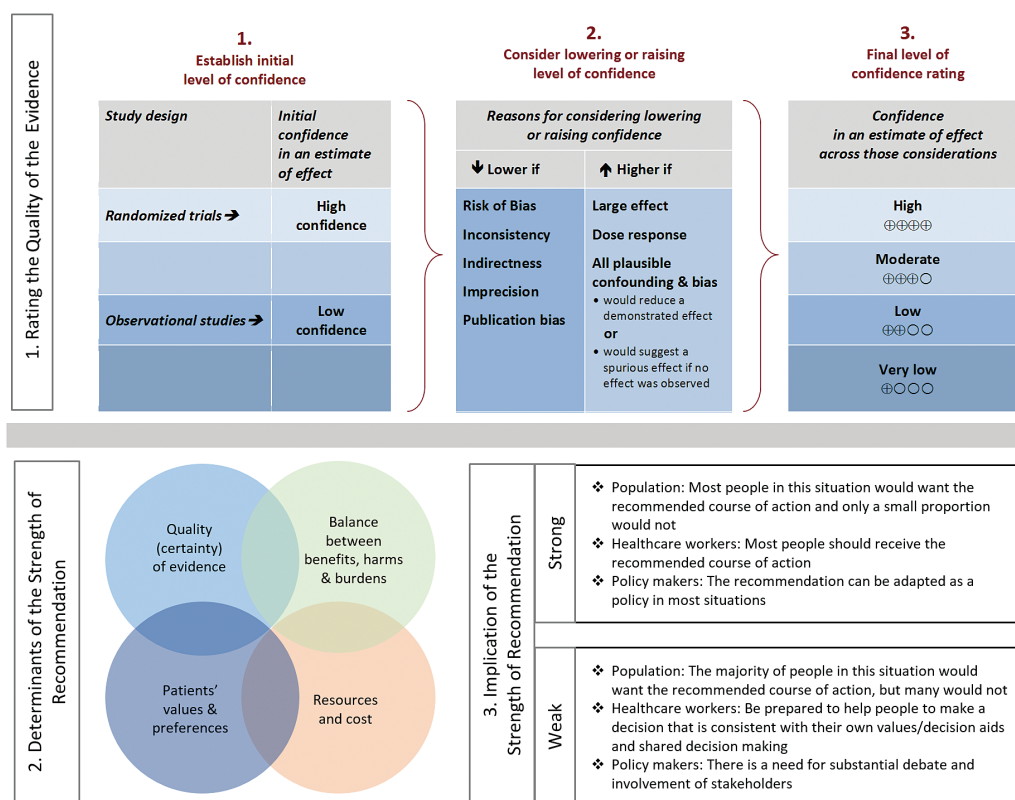 1. Rating the Quality of the Evidence
1.
Establish initial
level of confidence
2.
Consider lowering or raising
level of confidence
3.
Final level of
confidence rating
Study design
Initial
confidence
in an estimate
of effect
Randomized trials ➔
High
confidence
Observational studies ➔
Low
confidence
Reasons for considering lowering
or raising confidence
🡇 Lower if
🡅 Higher if
Risk of Bias
Inconsistency
Indirectness
Imprecision
Publication bias
Large effect
Dose response
All plausible
confounding & bias
• would reduce a
demonstrated effect
or
• would suggest a
spurious effect if no
effect was observed
Confidence
in an estimate of effect
across those considerations
High
⊕⊕⊕⊕
Moderate
⊕⊕⊕○
Low
⊕⊕○○
Very low
⊕○○○
2. Determinants of the Strength of
Recommendation
Quality
(certainty)
of evidence
Balance
between
benefits, harms
& burdens
Patients'
values &
preferences
Resources
and cost
3. Implication of the
Strength of Recommendation
Strong
❖ Population: Most people in this situation would want the
recommended course of action and only a small proportion
would not
❖ Healthcare workers: Most people should receive the
recommended course of action
❖ Policy makers: The recommendation can be adapted as a
policy in most situations
Weak
❖ Population: The majority of people in this situation would
want the recommended course of action, but many would not
❖ Healthcare workers: Be prepared to help people to make a
decision that is consistent with their own values/decision aids
and shared decision making
❖ Policy makers: There is a need for substantial debate and
involvement of stakeholders